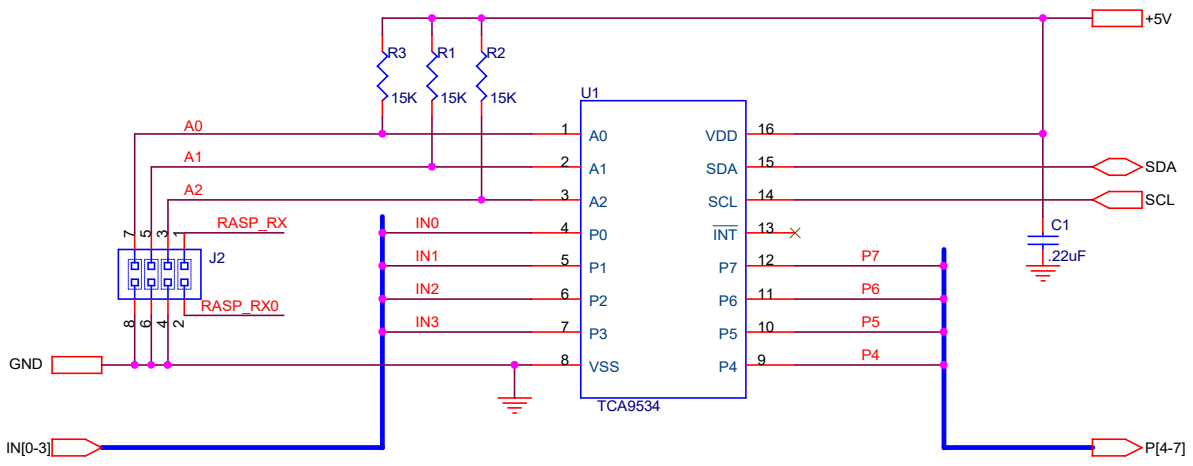 +5V
R3 R1 R2
15K 15K 15K
U1
A0 1 A0 VDD 16
A1 2 A1 SDA 15 SDA
A2 3 A2 SCL 14 SCL
7 5 3 1 RASP_RX
IN0 4 P0 INT 13
C1
.22uF
J2
IN1 5 P1 P7 12 P7
IN2 6 P2 P6 11 P6
RASP_RX0
8 6 4 2
IN3 7 P3 P5 10 P5
GND 8 VSS P4 9 P4
TCA9534
IN[0-3] P[4-7]